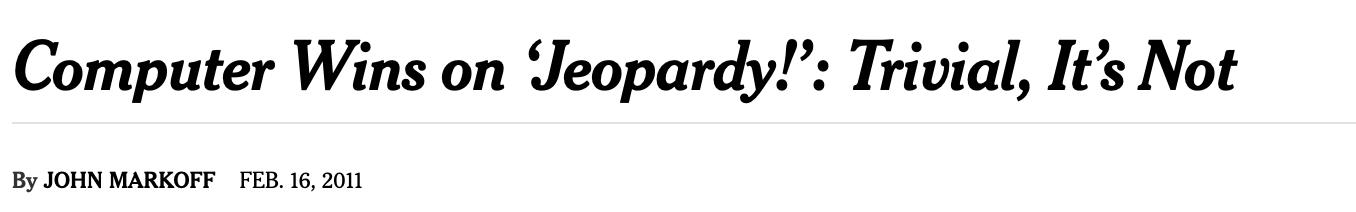 Computer Wins on ‘Jeopardy!’: Trivial, It’s Not
By JOHN MARKOFF FEB. 16, 2011